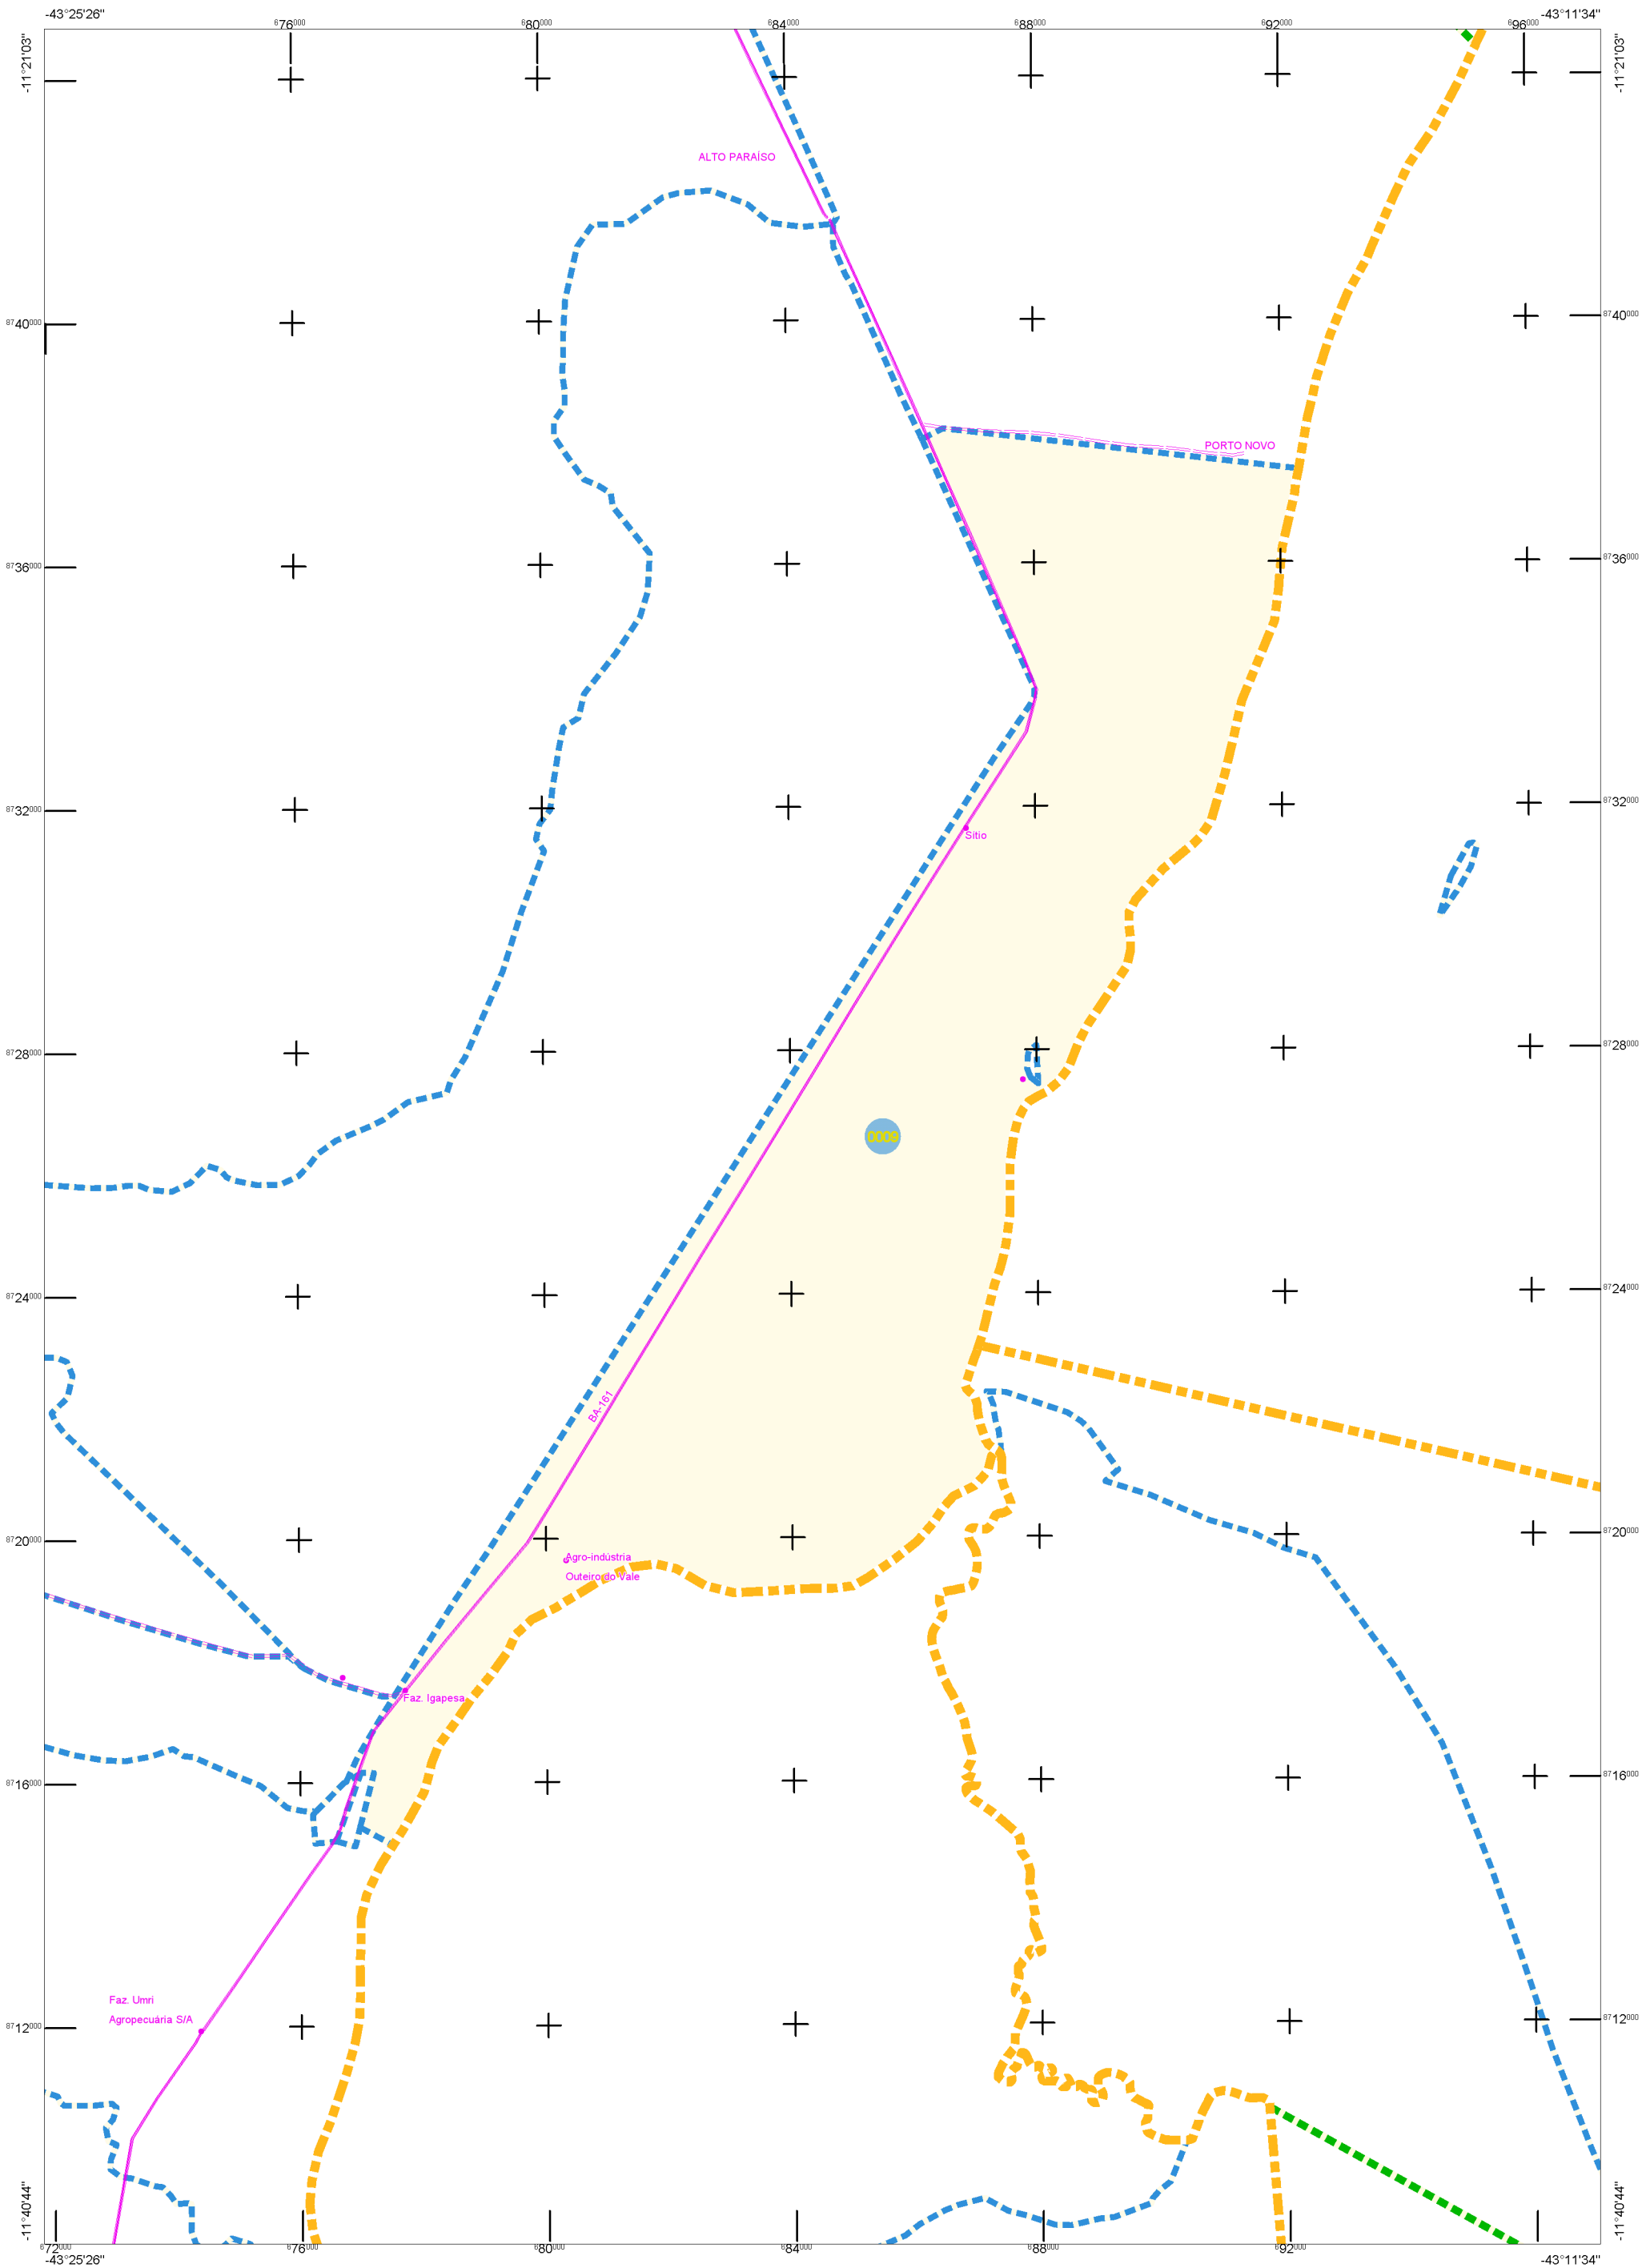 -43°25'26" 676000 680000 684000 688000 692000 696000 -43°11'34"
-11°21'03" -11°21'03"
ALTO PARAÍSO
8740000 8740000
PORTO NOVO
8736000 8736000
8732000 8732000
Sítio
8728000 8728000
0009
8724000 8724000
BA-161
8720000 8720000
Agro-indústria
Outeiro do Vale
Faz. Igapesa
8716000 8716000
Faz. Umri
Agropecuária S/A
8712000 8712000
-11°40'44" -11°40'44"
672000 676000 680000 684000 688000 692000
-43°25'26" -43°11'34"